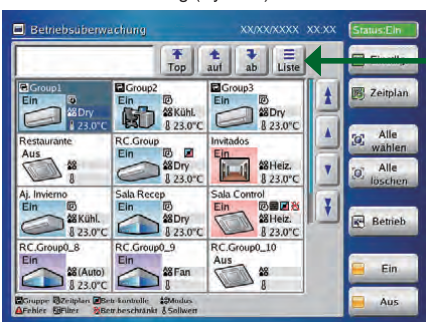 Betriebsüberwachung XX/XX/XXXX XX:XX Status:Ein
Top auf ab Liste
Zeitplan
Alle wählen
Alle löschen
Betrieb
Ein
Aus
Group1 Group2 Group3
Ein Ein Ein
Dry Kühl. Dry
23.0°C 23.0°C 23.0°C
Restaurante RC.Group Invitados
Aus Ein Ein
Dry Heiz.
23.0°C 23.0°C
Aj. Invierno Sala Recep Sala Control
Ein Ein Ein
Kühl. Dry Heiz.
23.0°C 23.0°C 23.0°C
RC.Group0_8 RC.Group0_9 RC.Group0_10
Ein Ein Aus
(Auto) Fan
23.0°C
Gruppe Zeitplan Betr-kontrolle Modus
Fehler Filter Betr.beschränkt Sollwert